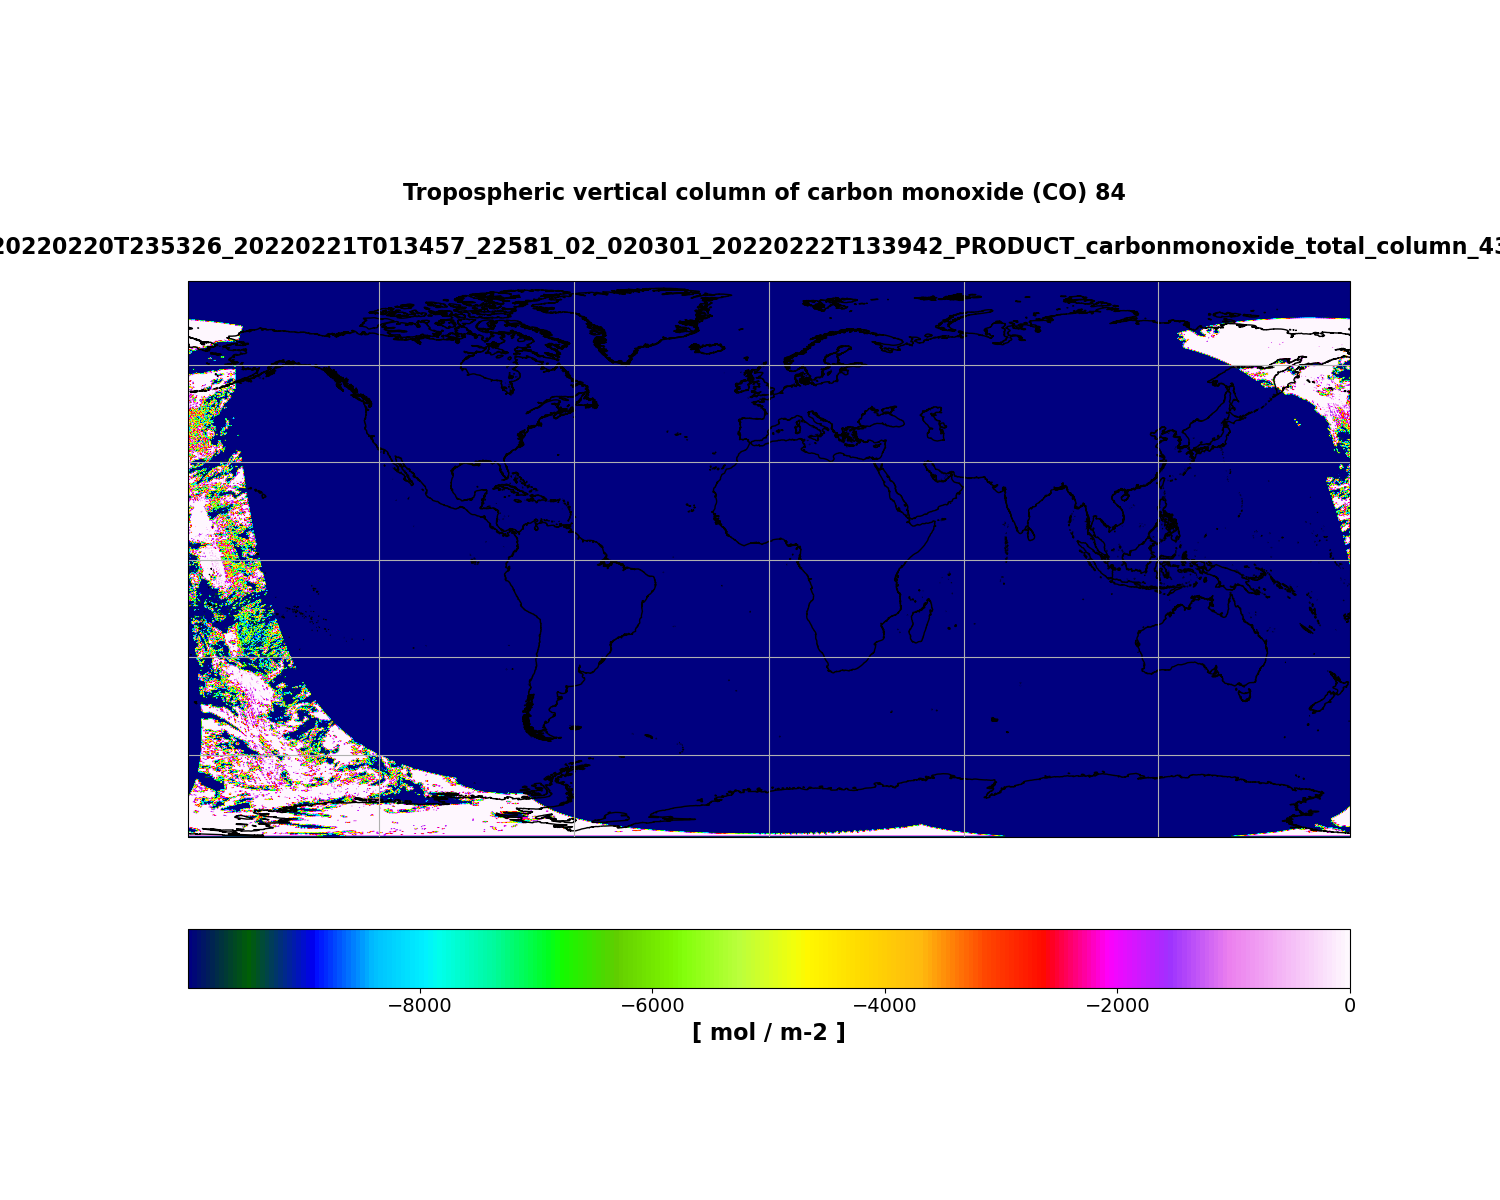 Tropospheric vertical column of carbon monoxide (CO) 84
20220220T235326_20220221T013457_22581_02_020301_20220222T133942_PRODUCT_carbonmonoxide_total_column_43
−8000 −6000 −4000 −2000 0
[ mol / m-2 ]